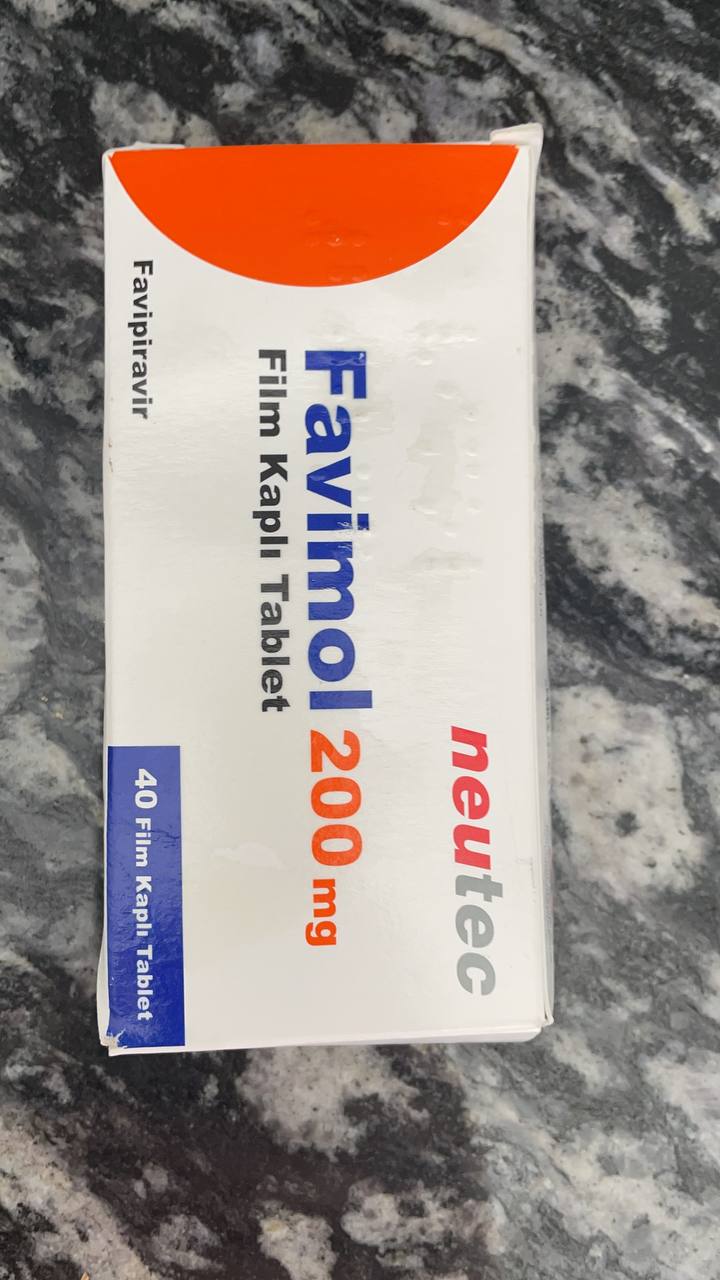 neutec
Favimol 200 mg
Film Kaplı Tablet
Favipiravir
40 Film Kaplı Tablet